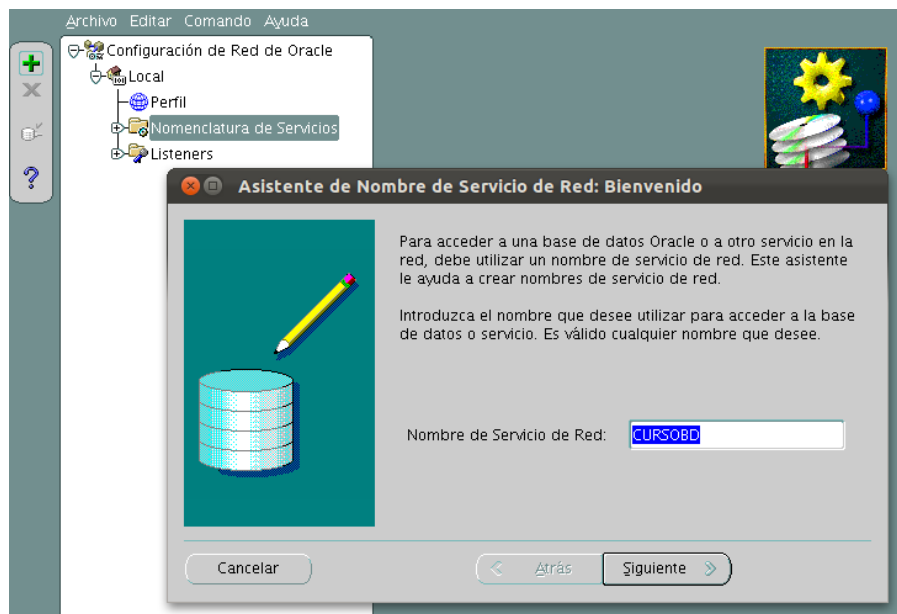 Archivo Editar Comando Ayuda
Configuración de Red de Oracle
Local
Perfil
Nomenclatura de Servicios
Listeners
Asistente de Nombre de Servicio de Red: Bienvenido
Para acceder a una base de datos Oracle o a otro servicio en la
red, debe utilizar un nombre de servicio de red. Este asistente
le ayuda a crear nombres de servicio de red.
Introduzca el nombre que desee utilizar para acceder a la base
de datos o servicio. Es válido cualquier nombre que desee.
Nombre de Servicio de Red: CURSOBD
Cancelar
Atrás
Siguiente